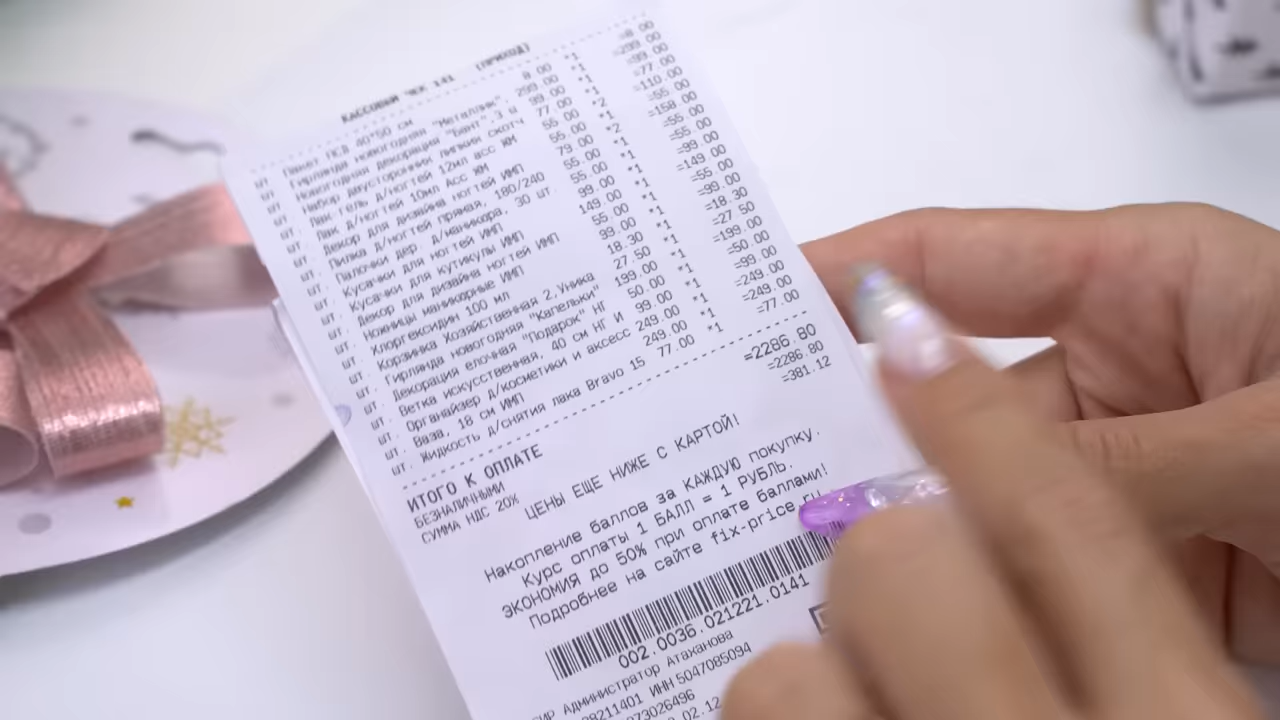 КАССОВЫЙ ЧЕК 141 (ПРИХОД)
шт. Пакет ПСД 40*50 см 8.00 *1 =8.00
шт. Гирлянда новогодняя "Металлик" 299.00 *1 =299.00
шт. Новогодняя декорация "Бант", 3 ц 99.00 *1 =99.00
шт. Набор двусторонних липких скотч 77.00 *1 =77.00
шт. Лак-гель д/ногтей 12мл асс ЖМ 55.00 *2 =110.00
шт. Лак д/ногтей 10мл Асс ЖМ 55.00 *1 =55.00
шт. Декор для дизайна ногтей ИМП 79.00 *2 =158.00
шт. Пилка д/ногтей прямая, 180/240 55.00 *1 =55.00
шт. Палочки дер. д/маникюра, 30 шт. 55.00 *1 =55.00
шт. Кусачки для ногтей ИМП 99.00 *1 =99.00
шт. Кусачки для кутикулы ИМП 149.00 *1 =149.00
шт. Декор для дизайна ногтей ИМП 55.00 *1 =55.00
шт. Ножницы маникюрные ИМП 99.00 *1 =99.00
шт. Хлоргексидин 100 мл 18.30 *1 =18.30
шт. Корзинка Хозяйственная 2,Уника 27.50 *1 =27.50
шт. Гирлянда новогодняя "Капельки" 199.00 *1 =199.00
шт. Декорация елочная "Подарок" НГ 50.00 *1 =50.00
шт. Ветка искусственная, 40 см НГ И 99.00 *1 =99.00
шт. Органайзер д/косметики и аксесс 249.00 *1 =249.00
шт. Ваза, 18 см ИМП 249.00 *1 =249.00
шт. Жидкость д/снятия лака Bravo 15 77.00 *1 =77.00
ИТОГО К ОПЛАТЕ =2286.80
БЕЗНАЛИЧНЫМИ =2286.80
СУММА НДС 20% =381.12
ЦЕНЫ ЕЩЕ НИЖЕ С КАРТОЙ!
Накопление баллов за КАЖДУЮ покупку.
Курс оплаты 1 БАЛЛ = 1 РУБЛЬ.
ЭКОНОМИЯ до 50% при оплате баллами!
Подробнее на сайте fix-price.ru
002.0036.021221.0141
Администратор Атаханова
08211401 ИНН 5047085094
73026496
02.12